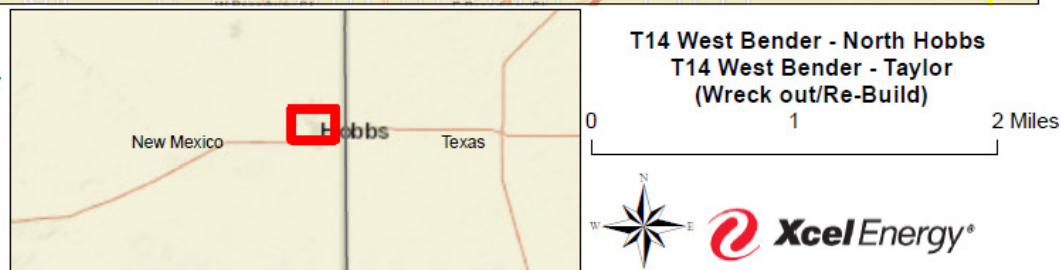 T14 West Bender - North Hobbs
T14 West Bender - Taylor
(Wreck out/Re-Build)
0 1 2 Miles
New Mexico Hobbs Texas
N
W E
Xcel Energy®